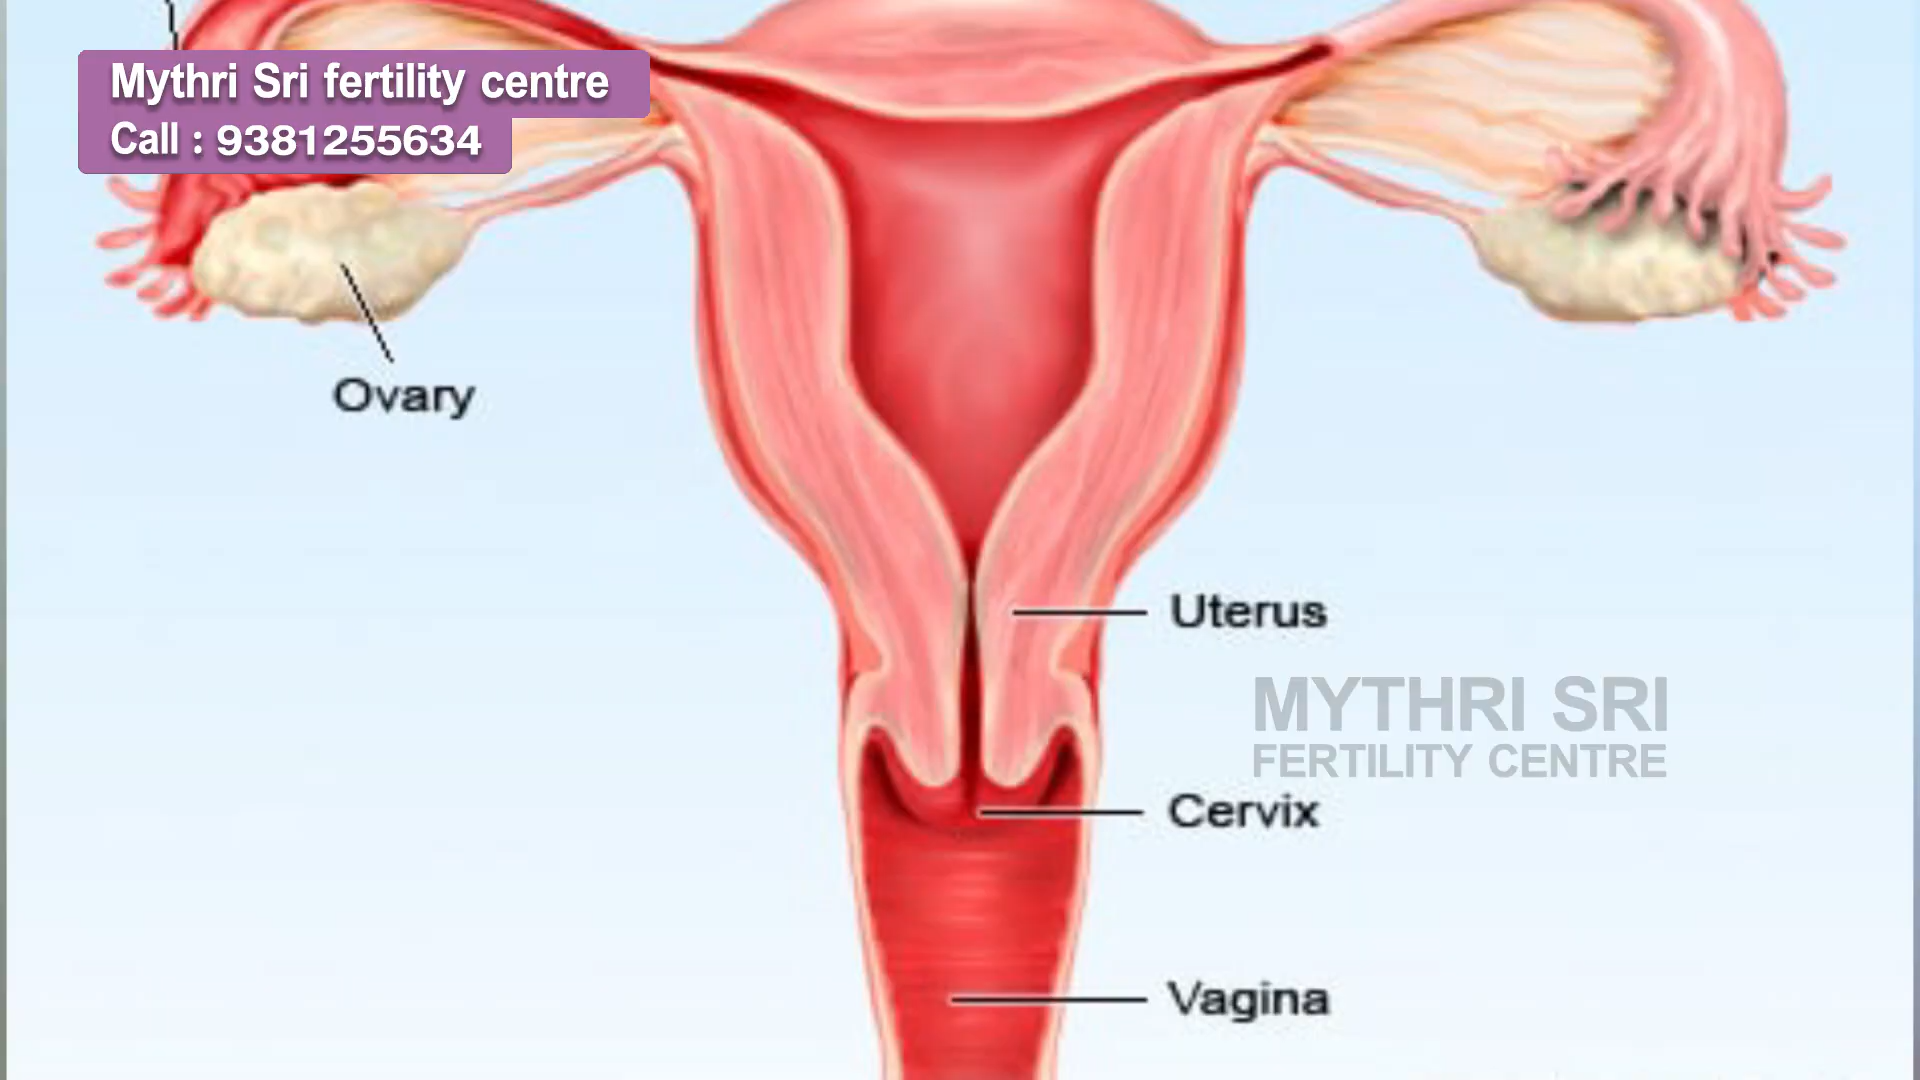 Mythri Sri fertility centre
Call : 9381255634
Ovary
Uterus
MYTHRI SRI
FERTILITY CENTRE
Cervix
Vagina